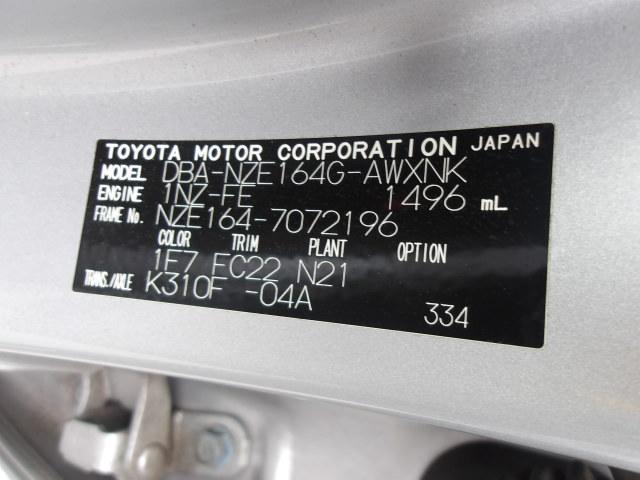 TOYOTA MOTOR CORPORATION JAPAN
MODEL DBA-NZE164G-AWXNK
ENGINE 1NZ-FE 1496 mL
FRAME No. NZE164-7072196
COLOR TRIM PLANT OPTION
1F7 FC22 N21
TRANS./AXLE K310F -04A
334